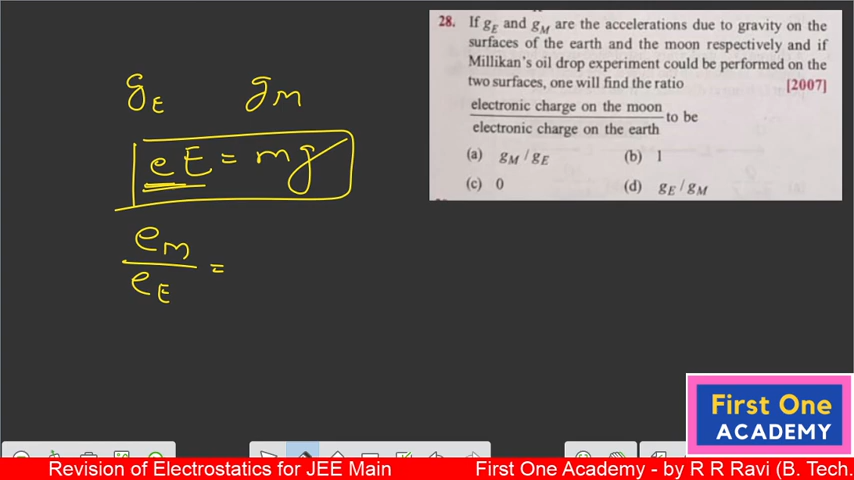 g_E g_M
eE = mg
e_M
e_E =
28. If g_E and g_M are the accelerations due to gravity on the
surfaces of the earth and the moon respectively and if
Millikan's oil drop experiment could be performed on the
two surfaces, one will find the ratio [2007]
electronic charge on the moon
electronic charge on the earth
to be
(a) g_M / g_E (b) 1
(c) 0 (d) g_E / g_M
First One
ACADEMY
Revision of Electrostatics for JEE Main First One Academy - by R R Ravi (B. Tech.